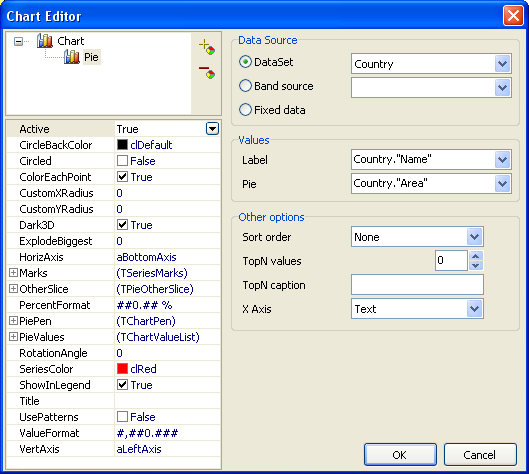 Chart Editor
Chart
Pie
Active True
CircleBackColor clDefault
Circled False
ColorEachPoint True
CustomXRadius 0
CustomYRadius 0
Dark3D True
ExplodeBiggest 0
HorizAxis aBottomAxis
Marks (TSeriesMarks)
OtherSlice (TPieOtherSlice)
PercentFormat ##0.## %
PiePen (TChartPen)
PieValues (TChartValueList)
RotationAngle 0
SeriesColor clRed
ShowInLegend True
Title
UsePatterns False
ValueFormat #,##0.###
VertAxis aLeftAxis
Data Source
DataSet Country
Band source
Fixed data
Values
Label Country."Name"
Pie Country."Area"
Other options
Sort order None
TopN values 0
TopN caption
X Axis Text
OK Cancel